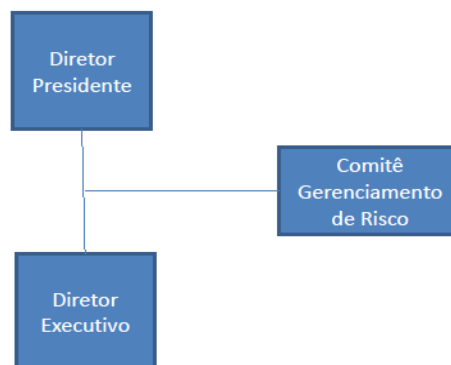 Diretor
Presidente
Comitê
Gerenciamento
de Risco
Diretor
Executivo